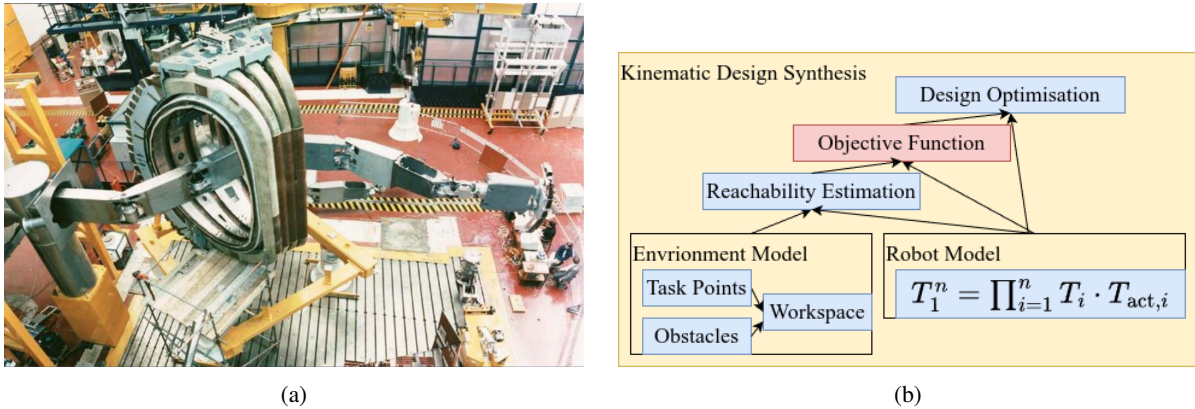 Kinematic Design Synthesis
Design Optimisation
Objective Function
Reachability Estimation
Envrionment Model
Robot Model
Task Points
Workspace
Obstacles
$T_1^n = \prod_{i=1}^n T_i \cdot T_{\text{act},i}$
(a)
(b)